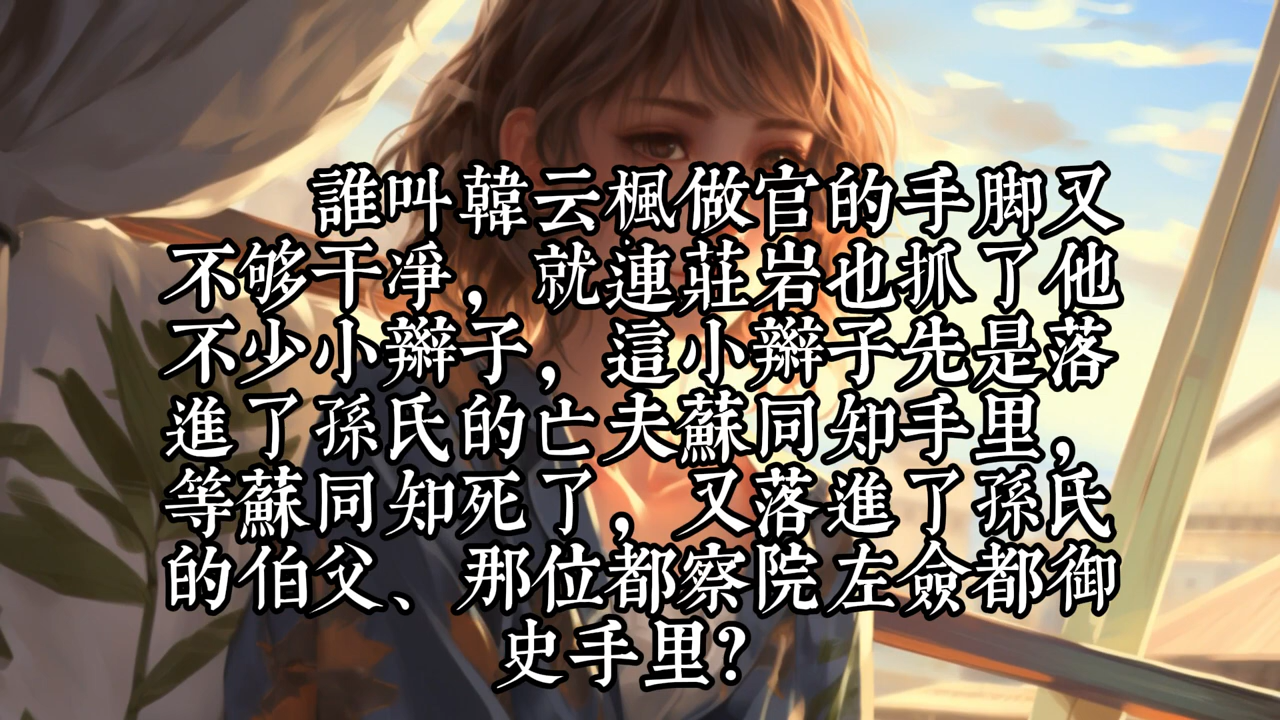 誰叫韓云楓做官的手脚又
不够干凈，就連莊岩也抓了他
不少小辮子，這小辮子先是落
進了孫氏的亡夫蘇同知手里，
等蘇同知死了，又落進了孫氏
的伯父、那位都察院左僉都御
史手里？